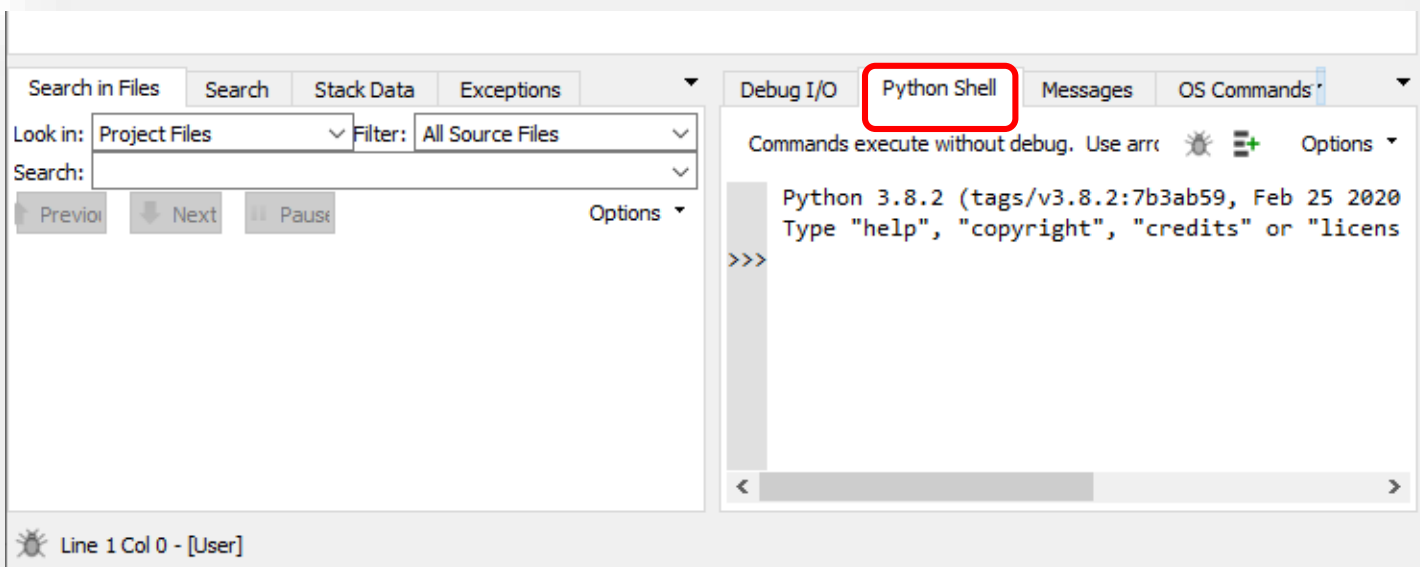 Search in Files Search Stack Data Exceptions
Look in: Project Files Filter: All Source Files
Search:
Next Options
Debug I/O Python Shell Messages OS Commands
Commands execute without debug. Use Options
Python 3.8.2 (tags/v3.8.2:7b3ab59, Feb 25 2020
Type "help", "copyright", "credits" or "licens
>>>
Line 1 Col 0 - [User]